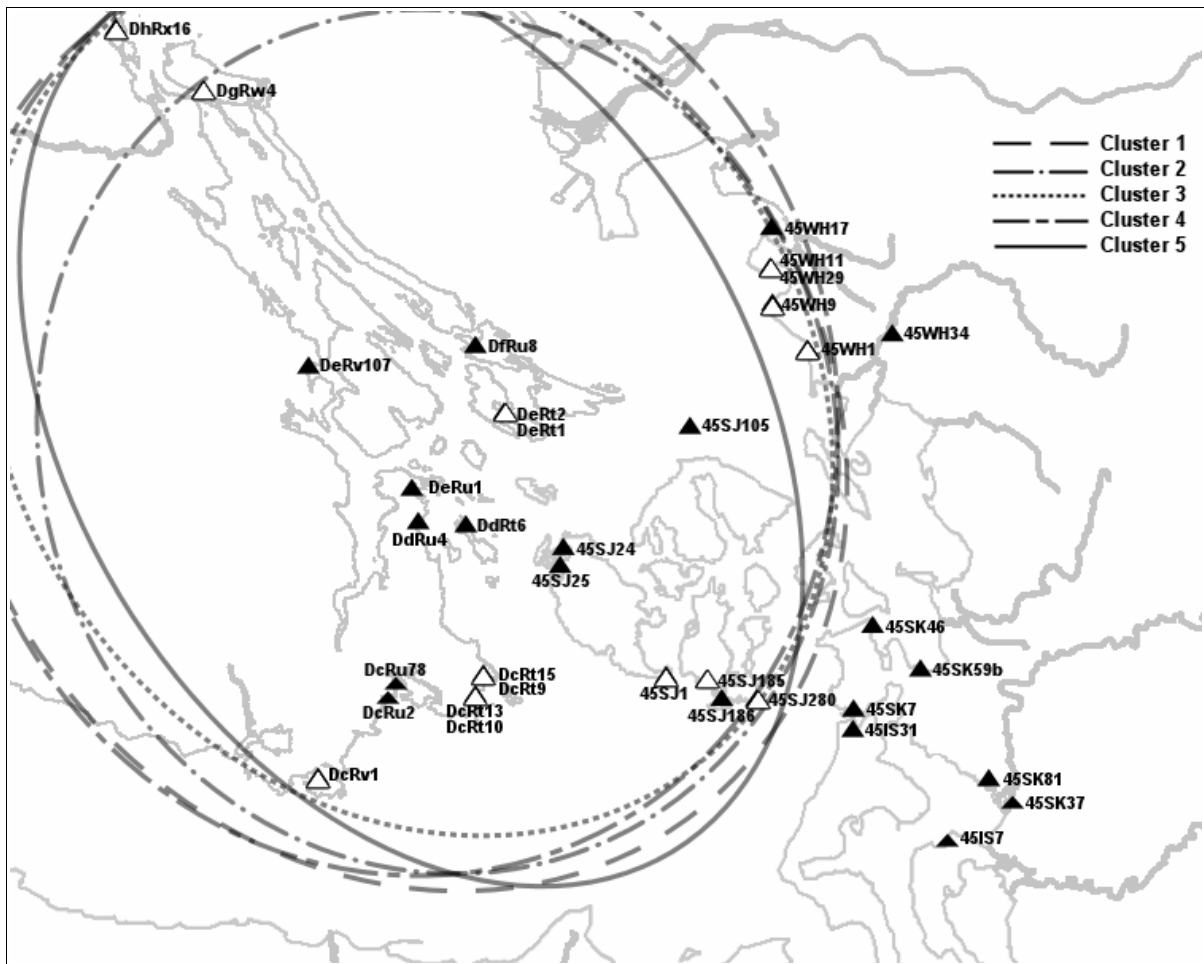 DhRx16
DgRw4
Cluster 1
Cluster 2
Cluster 3
Cluster 4
Cluster 5
45WH17
45WH11
45WH29
45WH9
45WH1
45WH34
DfRu8
DeRv107
DeRt2
DeRt1
45SJ105
DeRu1
DdRu4
DdRt6
45SJ24
45SJ25
45SK46
45SK59b
DcRu78
DcRu2
DcRt15
DcRt9
DcRt13
DcRt10
45SJ1
45SJ185
45SJ186
45SJ280
45SK7
45IS31
DcRv1
45SK81
45SK37
45IS7